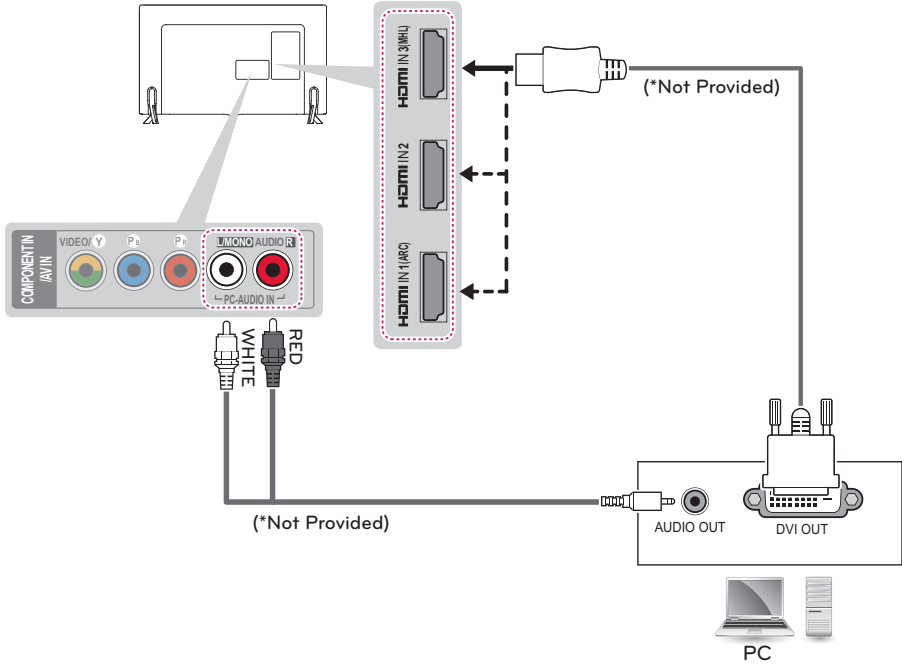 HDMI IN 3(MHL)
(*Not Provided)
HDMI IN 2
HDMI IN 1(ARC)
COMPONENT IN
/AV IN
VIDEO/ Y PB PR L/MONO AUDIO R
PC-AUDIO IN
WHITE
RED
(*Not Provided)
AUDIO OUT
DVI OUT
PC